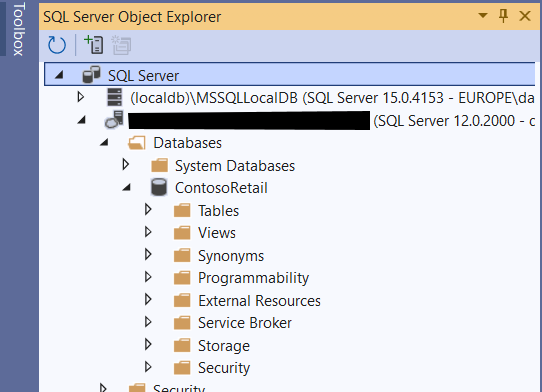 Toolbox
SQL Server Object Explorer
SQL Server
(localdb)\MSSQLLocalDB (SQL Server 15.0.4153 - EUROPE\da
(SQL Server 12.0.2000 - c
Databases
System Databases
ContosoRetail
Tables
Views
Synonyms
Programmability
External Resources
Service Broker
Storage
Security
Security